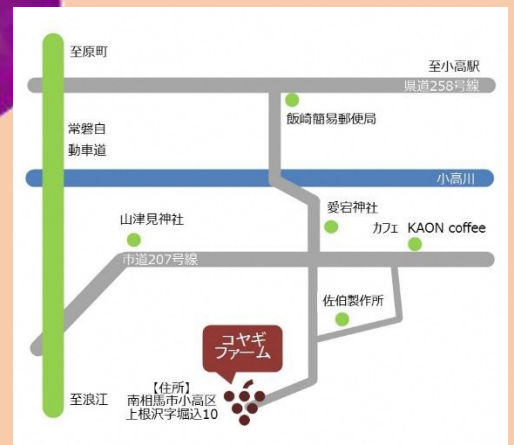 至原町
至小高駅
県道258号線
飯崎簡易郵便局
常磐自
動車道
小高川
愛宕神社
山津見神社
カフェ KAON coffee
市道207号線
佐伯製作所
コヤギ
ファーム
【住所】
南相馬市小高区
上根沢字堀込10
至浪江